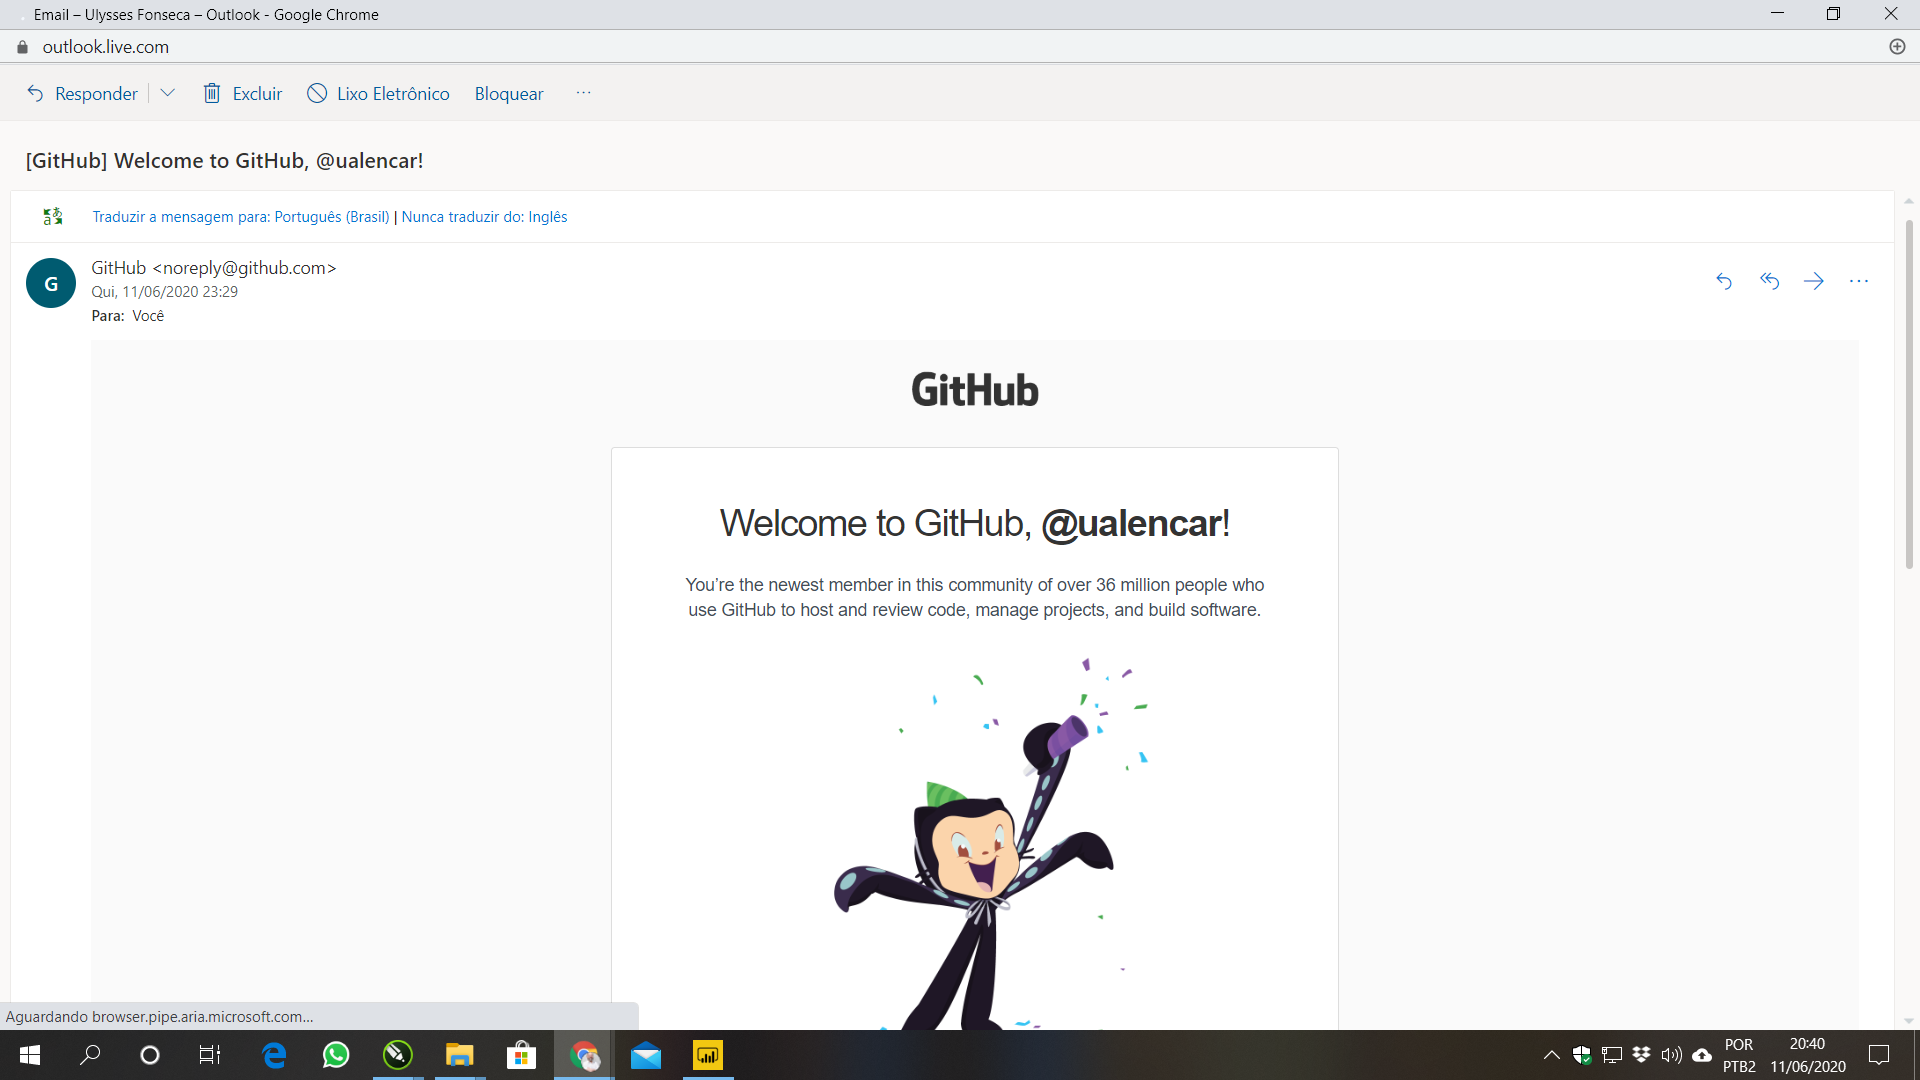 Email – Ulysses Fonseca – Outlook - Google Chrome
outlook.live.com
Responder Excluir Lixo Eletrônico Bloquear ...
[GitHub] Welcome to GitHub, @ualencar!
Traduzir a mensagem para: Português (Brasil) | Nunca traduzir do: Inglês
G
GitHub <noreply@github.com>
Qui, 11/06/2020 23:29
Para: Você
GitHub
Welcome to GitHub, @ualencar!
You’re the newest member in this community of over 36 million people who
use GitHub to host and review code, manage projects, and build software.
Aguardando browser.pipe.aria.microsoft.com...
POR
PTB2
20:40
11/06/2020